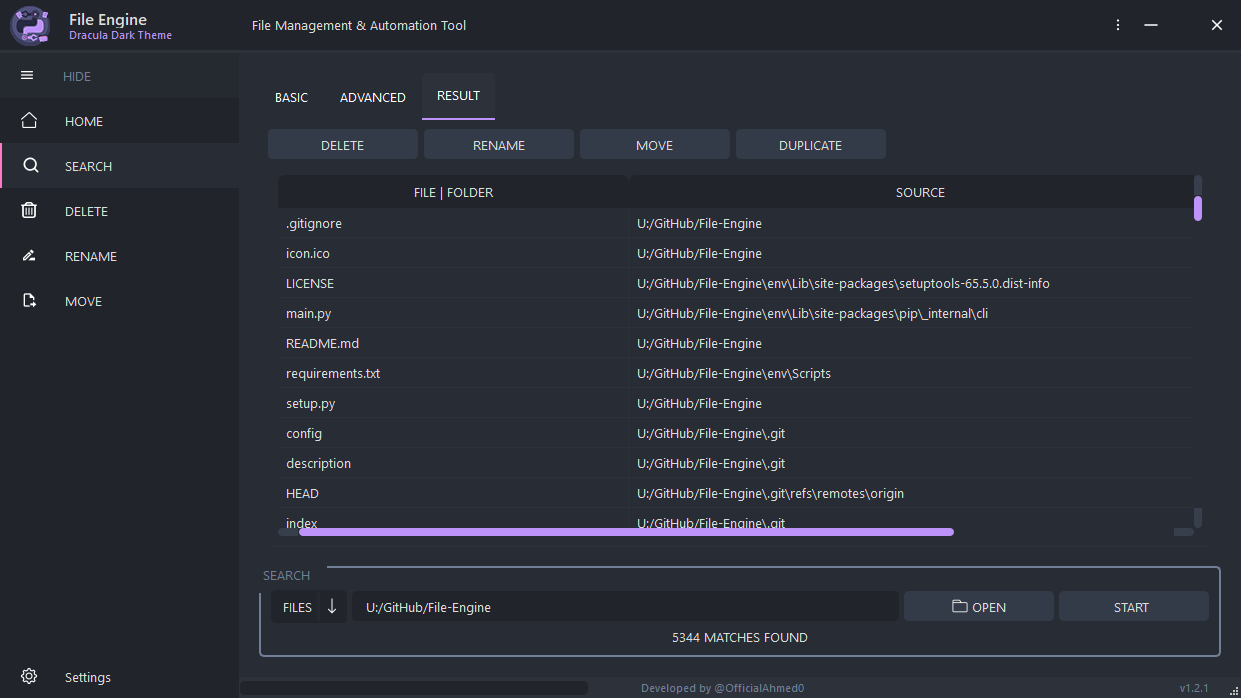 File Engine
Dracula Dark Theme
File Management & Automation Tool
HIDE
HOME
SEARCH
DELETE
RENAME
MOVE
Settings
BASIC ADVANCED RESULT
DELETE RENAME MOVE DUPLICATE
FILE | FOLDER SOURCE
.gitignore U:/GitHub/File-Engine
icon.ico U:/GitHub/File-Engine
LICENSE U:/GitHub/File-Engine\env\Lib\site-packages\setuptools-65.5.0.dist-info
main.py U:/GitHub/File-Engine\env\Lib\site-packages\pip\_internal\cli
README.md U:/GitHub/File-Engine
requirements.txt U:/GitHub/File-Engine\env\Scripts
setup.py U:/GitHub/File-Engine
config U:/GitHub/File-Engine\.git
description U:/GitHub/File-Engine\.git
HEAD U:/GitHub/File-Engine\.git\refs\remotes\origin
index U:/GitHub/File-Engine\.git
SEARCH
FILES ↓ U:/GitHub/File-Engine OPEN START
5344 MATCHES FOUND
Developed by @OfficialAhmed0 v1.2.1